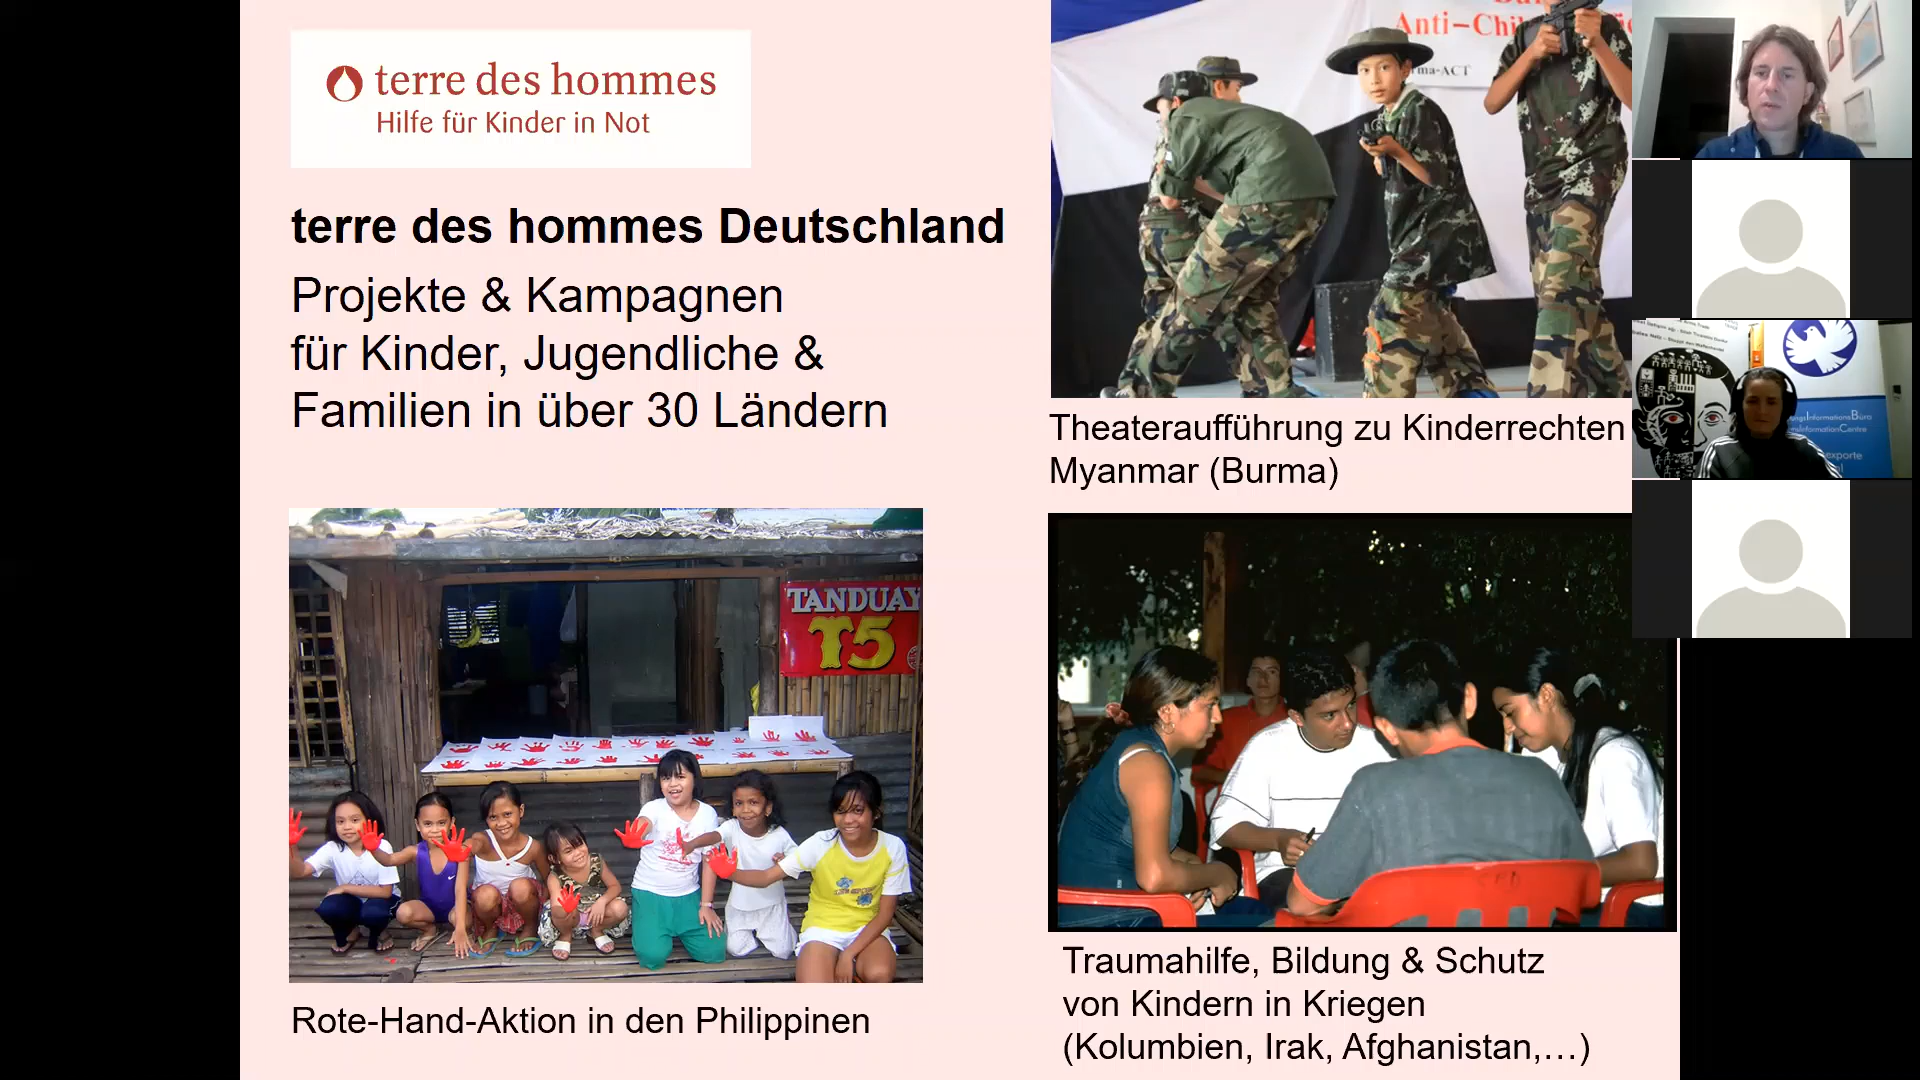 terre des hommes
Hilfe für Kinder in Not
terre des hommes Deutschland
Projekte & Kampagnen
für Kinder, Jugendliche &
Familien in über 30 Ländern
Theateraufführung zu Kinderrechten
Myanmar (Burma)
TANDUAY
T5
Rote-Hand-Aktion in den Philippinen
Traumahilfe, Bildung & Schutz
von Kindern in Kriegen
(Kolumbien, Irak, Afghanistan,…)